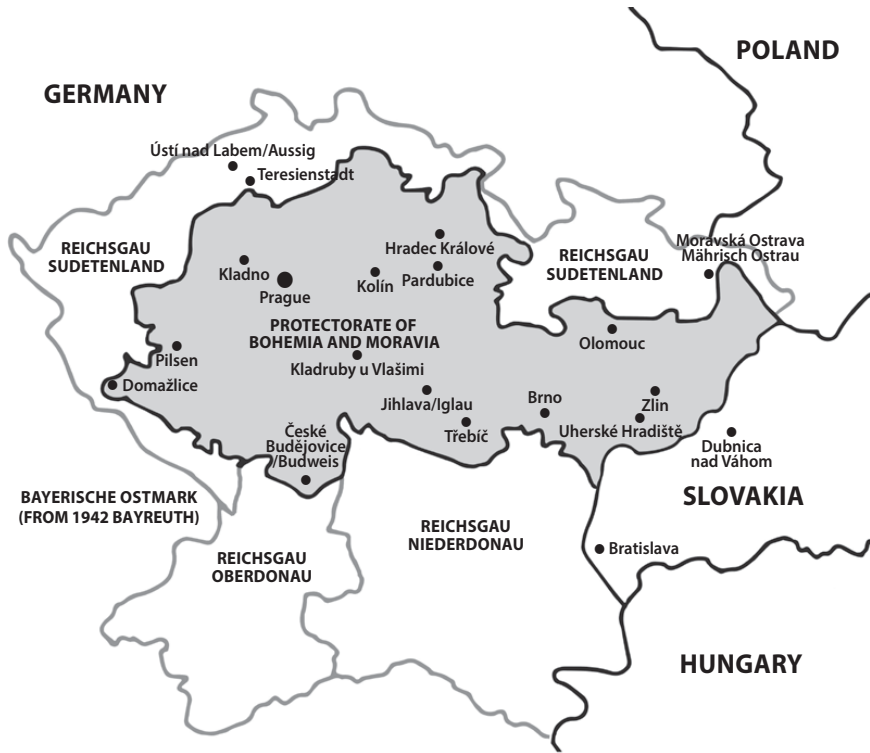 POLAND
GERMANY
Ústí nad Labem/Aussig
Teresienstadt
REICHSGAU
SUDETENLAND
Hradec Králové
REICHSGAU
SUDETENLAND
Moravská Ostrava
Mährisch Ostrau
Kladno
Prague
Kolín
Pardubice
PROTECTORATE OF
BOHEMIA AND MORAVIA
Olomouc
Pilsen
Kladruby u Vlašimi
Domažlice
Jihlava/Iglau
Brno
Zlin
Třebíč
Uherské Hradiště
České
Budějovice
/Budweis
Dubnica
nad Váhom
BAYERISCHE OSTMARK
(FROM 1942 BAYREUTH)
SLOVAKIA
REICHSGAU
NIEDERDONAU
REICHSGAU
OBERDONAU
Bratislava
HUNGARY